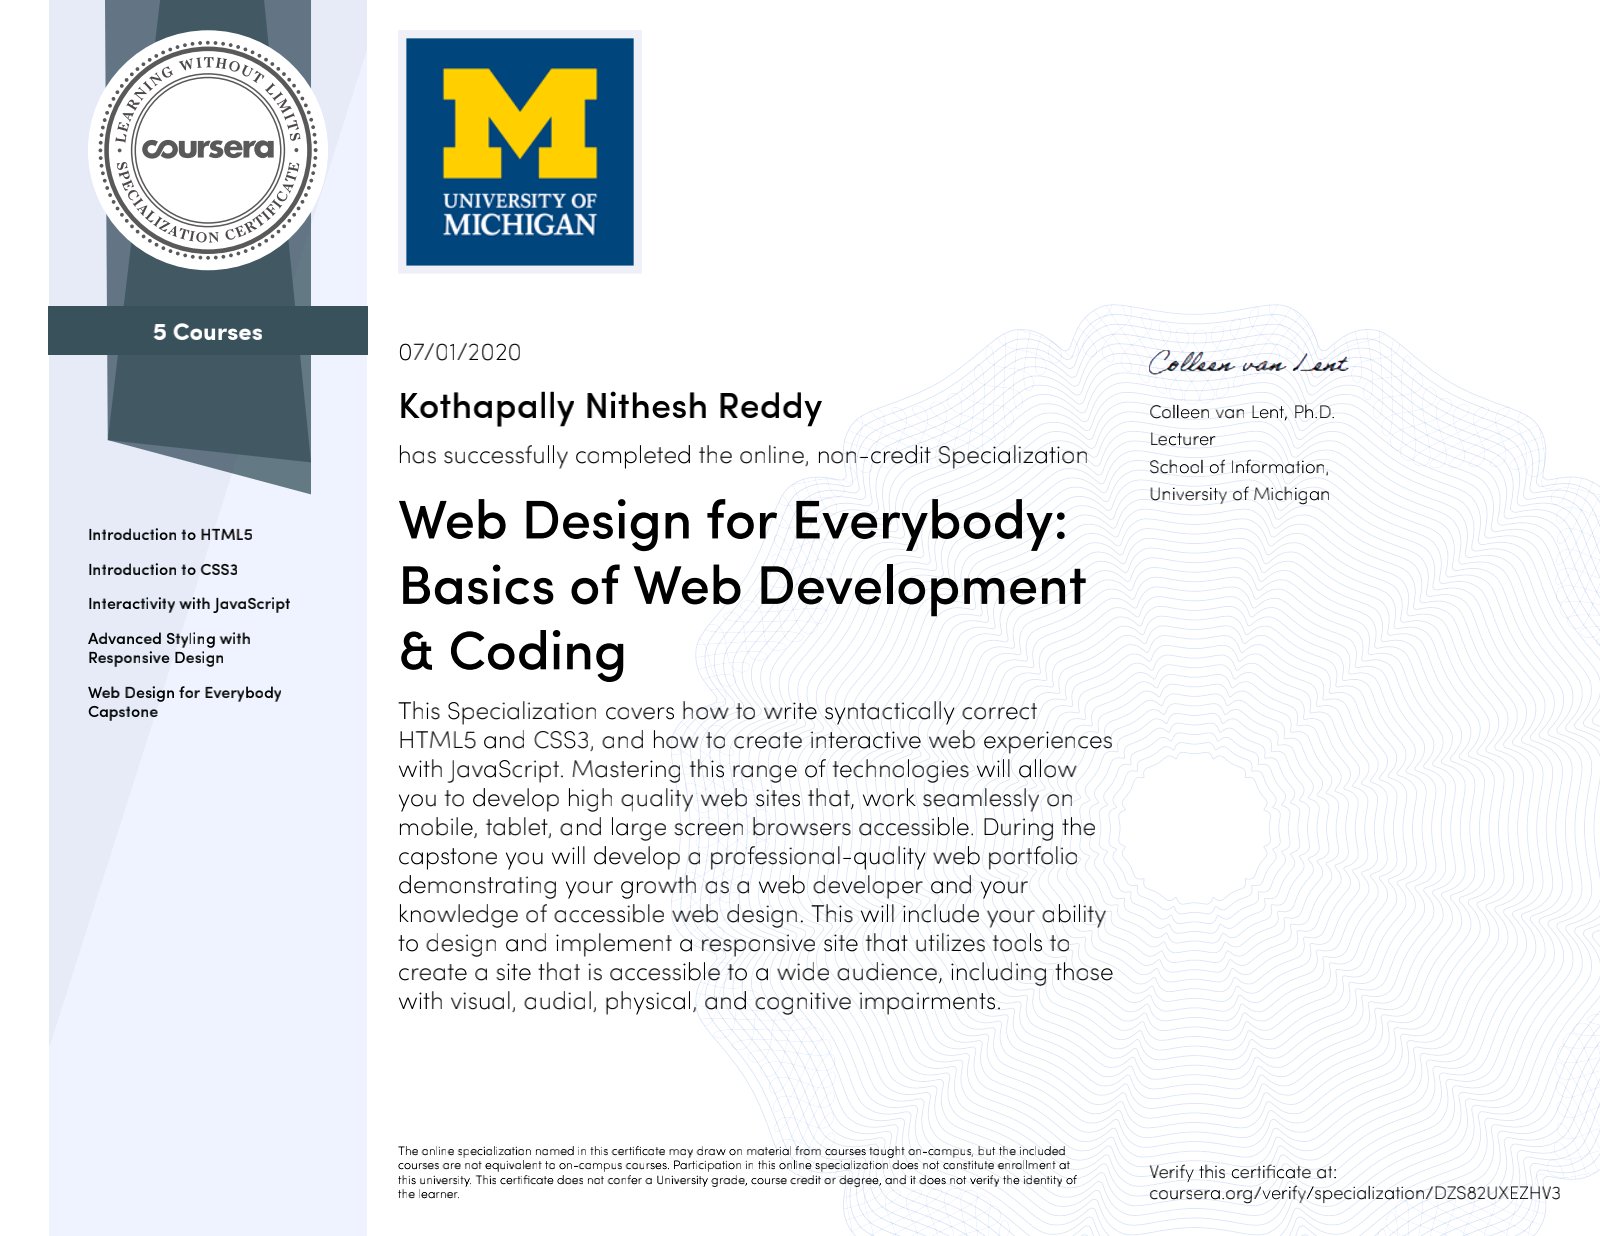 LEARNING WITHOUT LIMITS
coursera
SPECIALIZATION CERTIFICATE
5 Courses
Introduction to HTML5
Introduction to CSS3
Interactivity with JavaScript
Advanced Styling with
Responsive Design
Web Design for Everybody
Capstone
M
UNIVERSITY OF
MICHIGAN
07/01/2020
Kothapally Nithesh Reddy
has successfully completed the online, non-credit Specialization
Web Design for Everybody:
Basics of Web Development
& Coding
This Specialization covers how to write syntactically correct
HTML5 and CSS3, and how to create interactive web experiences
with JavaScript. Mastering this range of technologies will allow
you to develop high quality web sites that, work seamlessly on
mobile, tablet, and large screen browsers accessible. During the
capstone you will develop a professional-quality web portfolio
demonstrating your growth as a web developer and your
knowledge of accessible web design. This will include your ability
to design and implement a responsive site that utilizes tools to
create a site that is accessible to a wide audience, including those
with visual, audial, physical, and cognitive impairments.
Colleen van Lent
Colleen van Lent, Ph.D.
Lecturer
School of Information,
University of Michigan
The online specialization named in this certificate may draw on material from courses taught on-campus, but the included
courses are not equivalent to on-campus courses. Participation in this online specialization does not constitute enrollment at
this university. This certificate does not confer a University grade, course credit or degree, and it does not verify the identity of
the learner.
Verify this certificate at:
coursera.org/verify/specialization/DZS82UXEZHV3